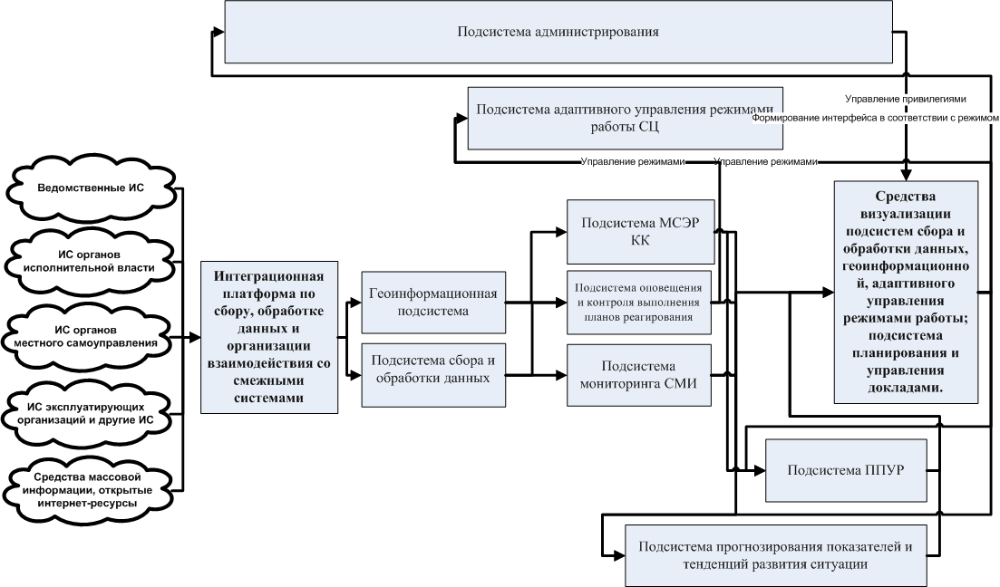 Подсистема администрирования
Управление привилегиями
Подсистема адаптивного управления режимами
работы СЦ
Формирование интерфейса в соответствии с режимом
Управление режимами
Управление режимами
Ведомственные ИС
ИС органов
исполнительной власти
ИС органов
местного самоуправления
ИС эксплуатирующих
организаций и другие ИС
Средства массовой
информации, открытые
интернет-ресурсы
Интеграционная
платформа по
сбору, обработке
данных и
организации
взаимодействия со
смежными
системами
Геоинформационная
подсистема
Подсистема сбора и
обработки данных
Подсистема МСЭР
КК
Подсистема оповещения
и контроля выполнения
планов реагирования
Подсистема
мониторинга СМИ
Средства
визуализации
подсистем сбора и
обработки данных,
геоинформационно
й, адаптивного
управления
режимами работы;
подсистема
планирования и
управления
докладами.
Подсистема ППУР
Подсистема прогнозирования показателей и
тенденций развития ситуации